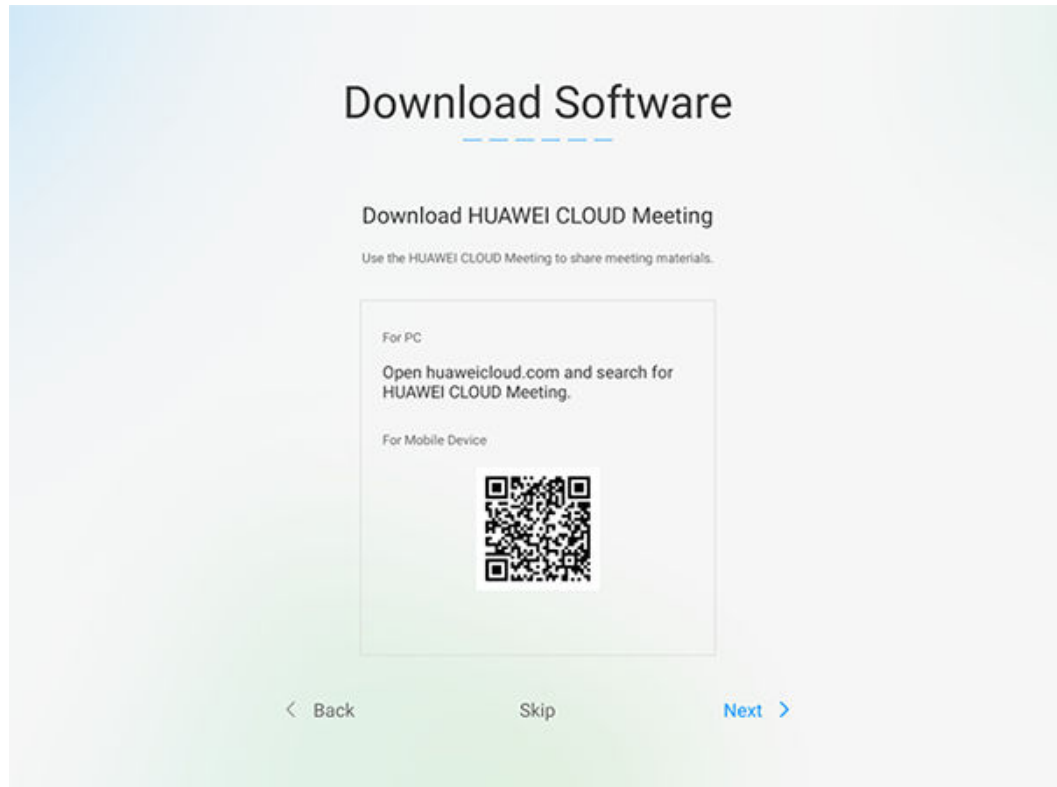 Download Software
Download HUAWEI CLOUD Meeting
Use the HUAWEI CLOUD Meeting to share meeting materials.
For PC
Open huaweicloud.com and search for
HUAWEI CLOUD Meeting.
For Mobile Device
Back
Skip
Next